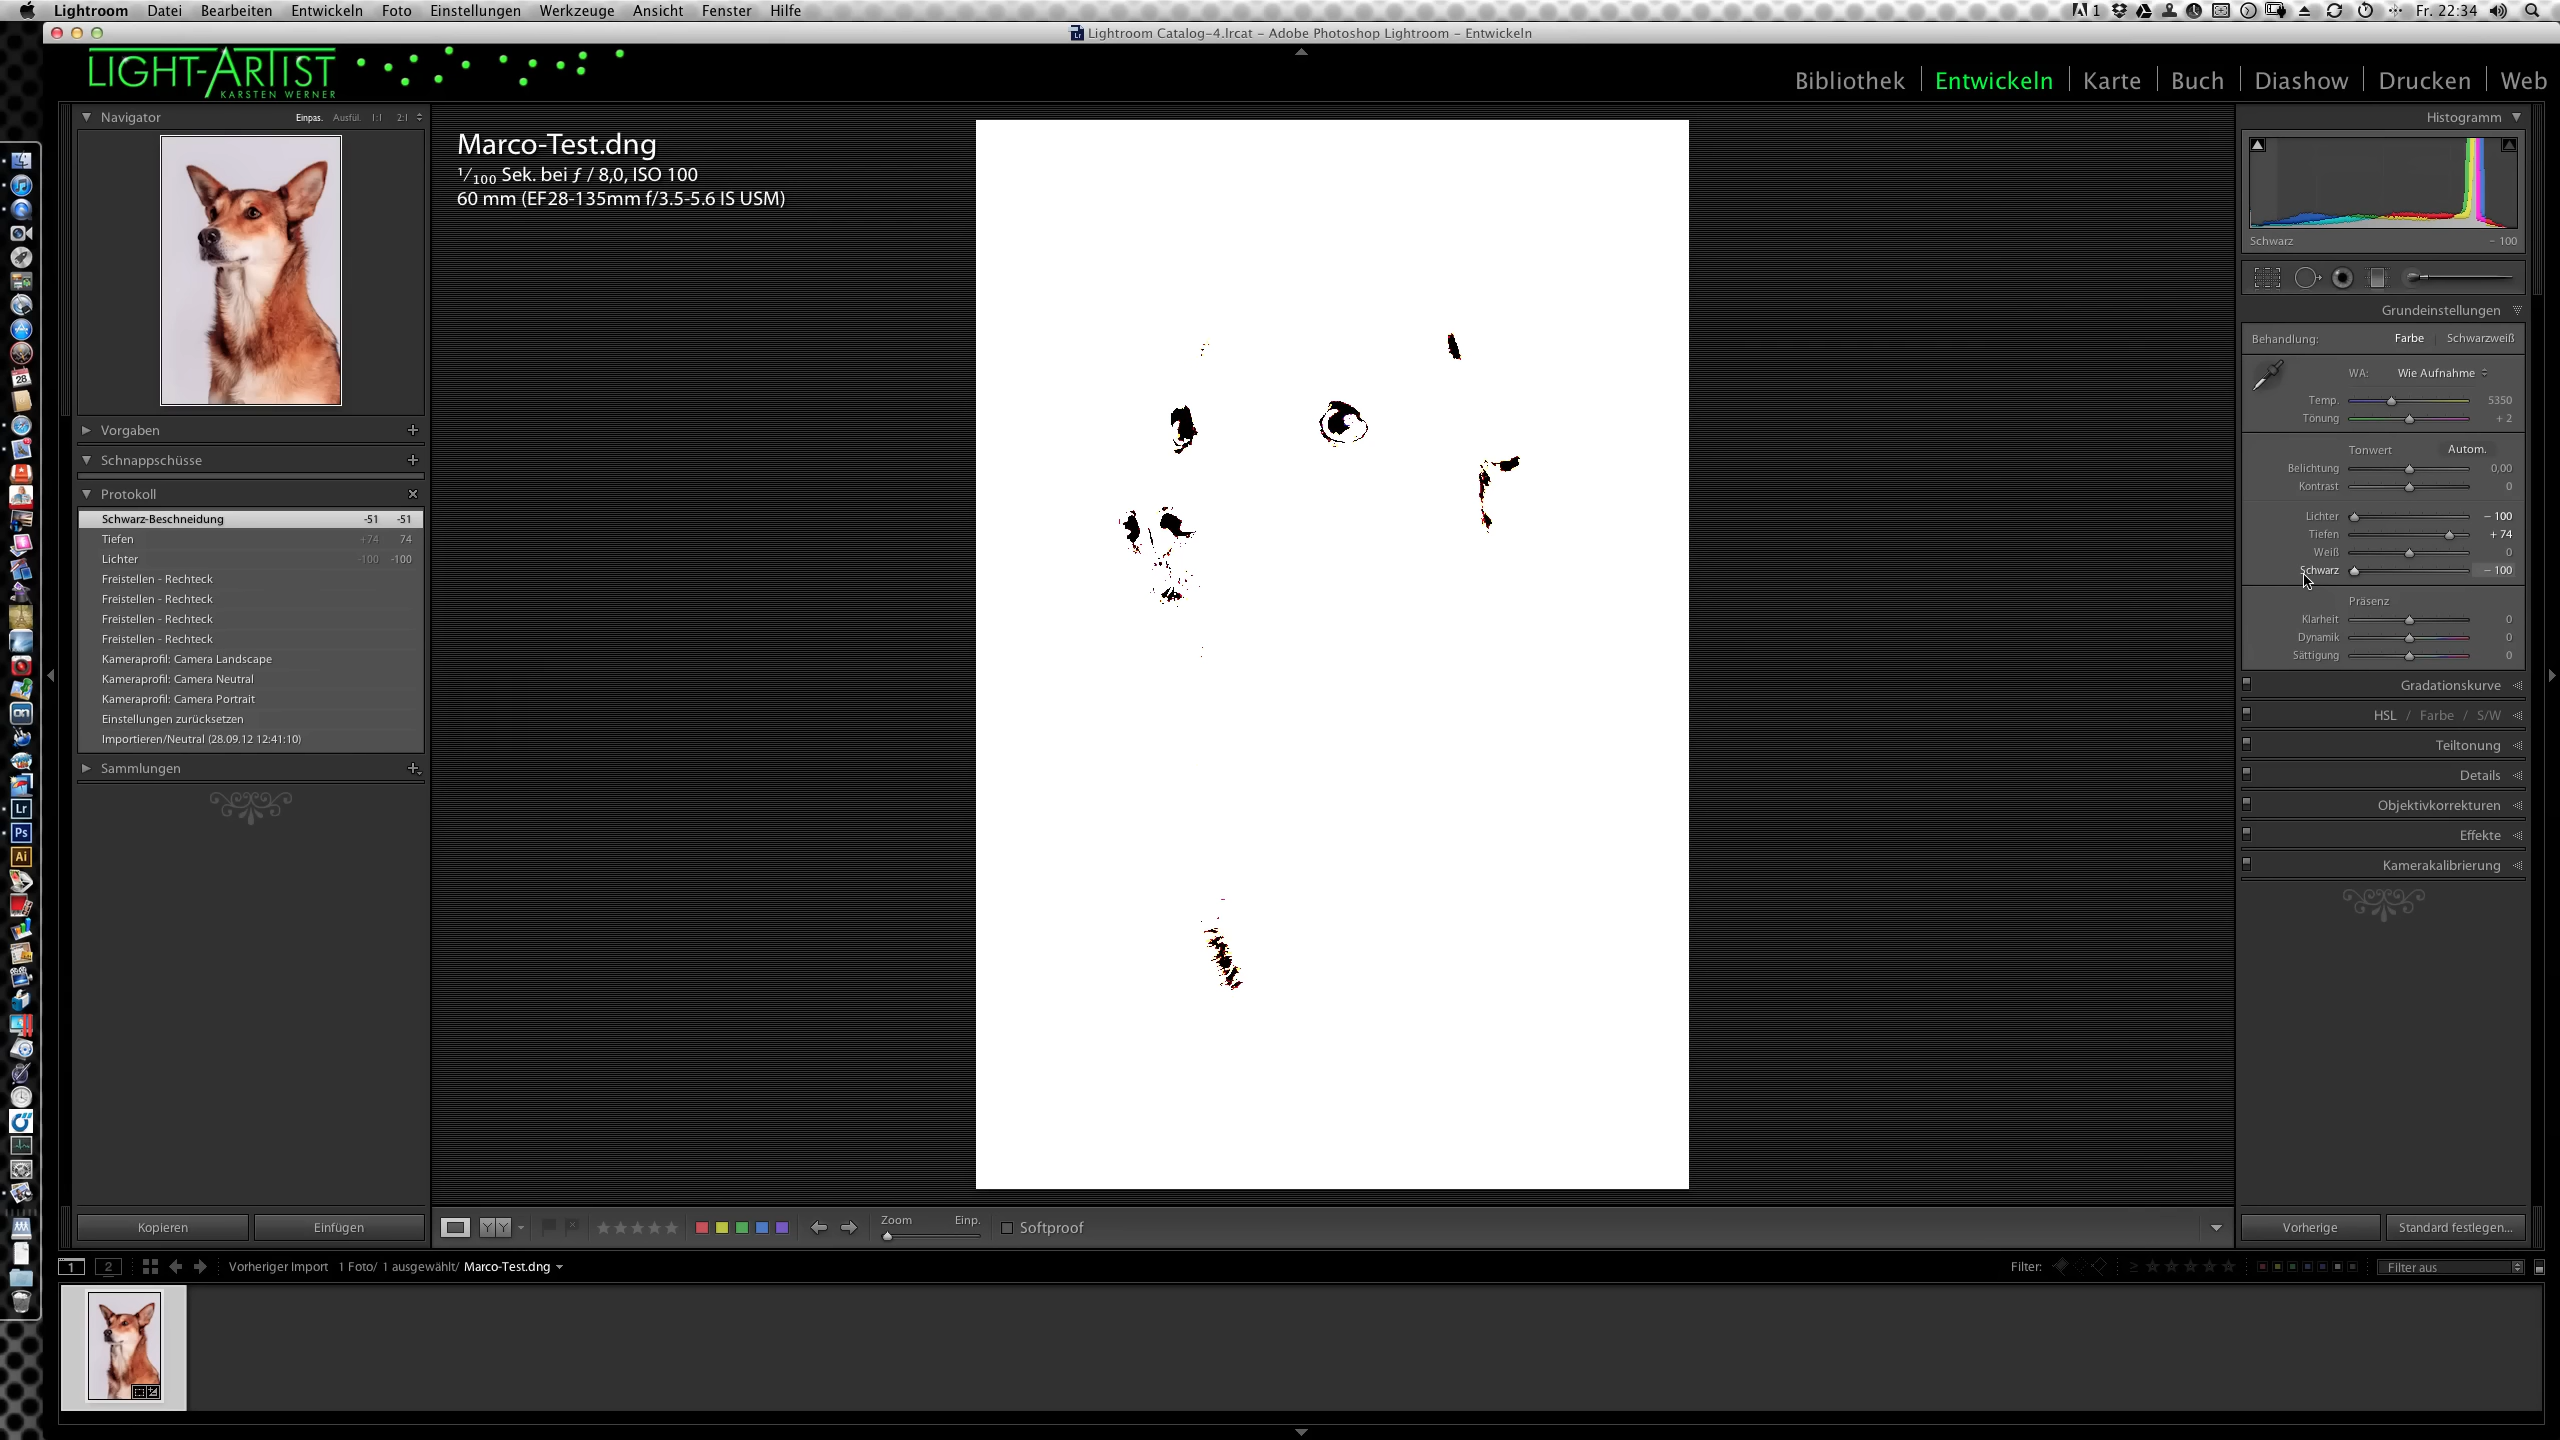 Lightroom Datei Bearbeiten Entwickeln Foto Einstellungen Werkzeuge Ansicht Fenster Hilfe
1 Fr. 22:34
Lightroom Catalog-4.lrcat – Adobe Photoshop Lightroom – Entwickeln
LIGHT-ARTIST
KARSTEN WERNER
Bibliothek Entwickeln Karte Buch Diashow Drucken Web
Navigator Einpas. Ausfül. 1:1 2:1
Vorgaben
Schnappschüsse
Protokoll
Schwarz-Beschneidung -51 -51
Tiefen +74 74
Lichter -100 -100
Freistellen - Rechteck
Freistellen - Rechteck
Freistellen - Rechteck
Freistellen - Rechteck
Kameraprofil: Camera Landscape
Kameraprofil: Camera Neutral
Kameraprofil: Camera Portrait
Einstellungen zurücksetzen
Importieren/Neutral (28.09.12 12:41:10)
Sammlungen
Kopieren Einfügen
Marco-Test.dng
1/100 Sek. bei ƒ / 8,0, ISO 100
60 mm (EF28-135mm f/3.5-5.6 IS USM)
Histogramm
Schwarz – 100
Grundeinstellungen
Behandlung: Farbe Schwarzweiß
WA: Wie Aufnahme
Temp. 5350
Tönung + 2
Tonwert Autom.
Belichtung 0,00
Kontrast 0
Lichter – 100
Tiefen + 74
Weiß 0
Schwarz – 100
Präsenz
Klarheit 0
Dynamik 0
Sättigung 0
Gradationskurve
HSL / Farbe / S/W
Teiltonung
Details
Objektivkorrekturen
Effekte
Kamerakalibrierung
Vorherige Standard festlegen...
YY Zoom Einp. Softproof
1 2 Vorheriger Import 1 Foto/ 1 ausgewählt/ Marco-Test.dng
Filter: ≥ Filter aus
28
Lr
Ps
Ai